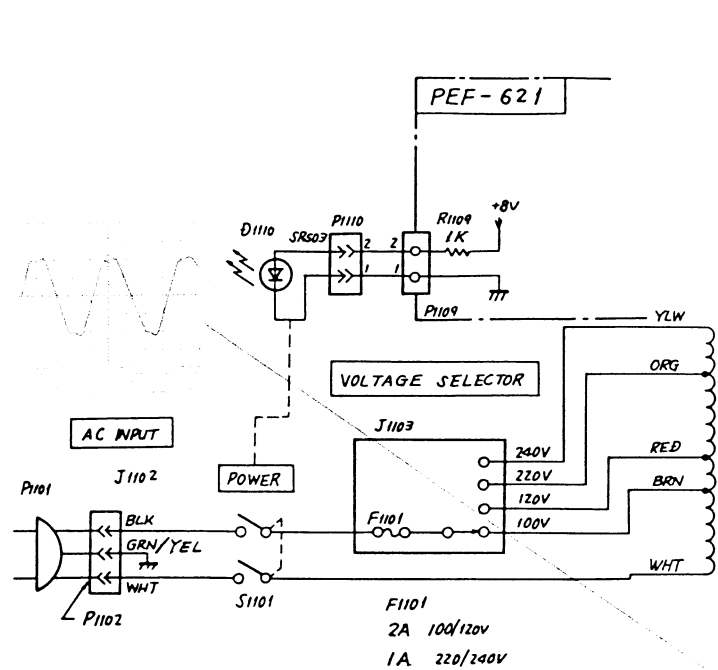 PEF-621
+8V
D1110
SR503
P1110
2
2
R1109
1K
1
1
P1109
YLW
VOLTAGE SELECTOR
ORG
AC INPUT
J1103
240V
RED
POWER
220V
BRN
P1101
J1102
120V
BLK
F1101
100V
GRN/YEL
WHT
WHT
P1102
S1101
F1101
2A 100/120V
1A 220/240V